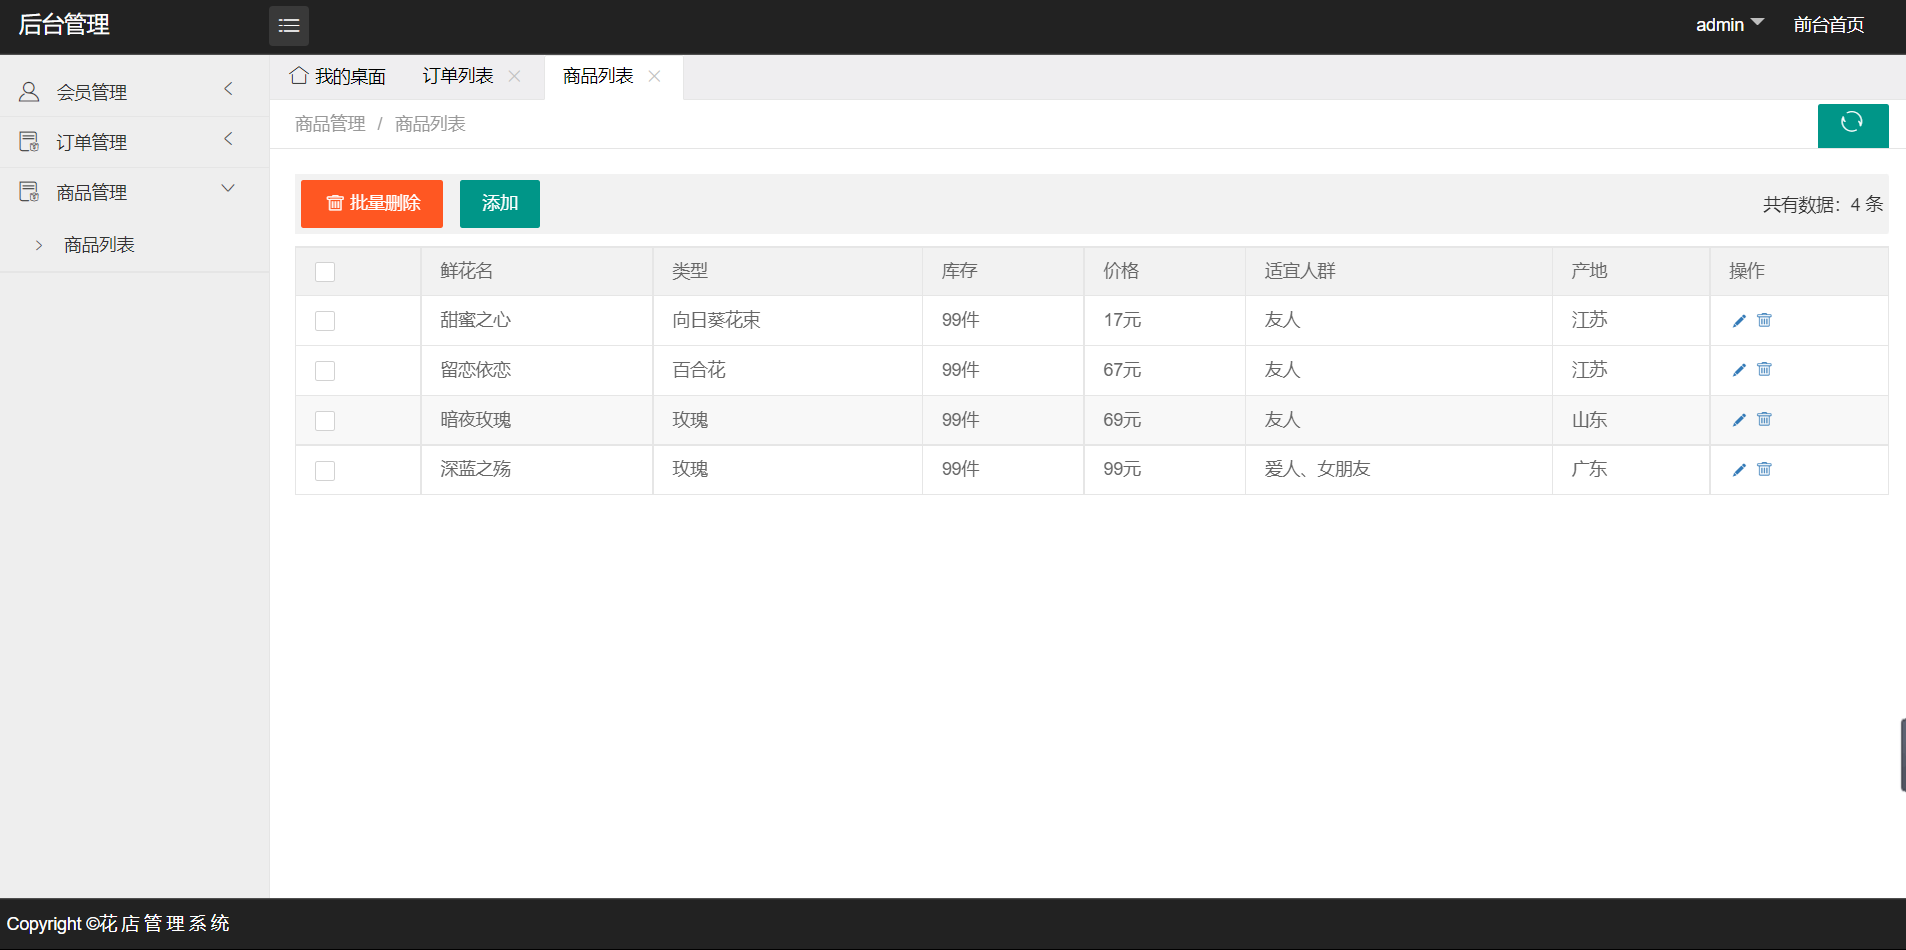 后台管理
admin 前台首页
会员管理
订单管理
商品管理
商品列表
我的桌面 订单列表 商品列表
商品管理 / 商品列表
批量删除 添加 共有数据：4 条
鲜花名 类型 库存 价格 适宜人群 产地 操作
甜蜜之心 向日葵花束 99件 17元 友人 江苏
留恋依恋 百合花 99件 67元 友人 江苏
暗夜玫瑰 玫瑰 99件 69元 友人 山东
深蓝之殇 玫瑰 99件 99元 爱人、女朋友 广东
Copyright ©花店管理系统